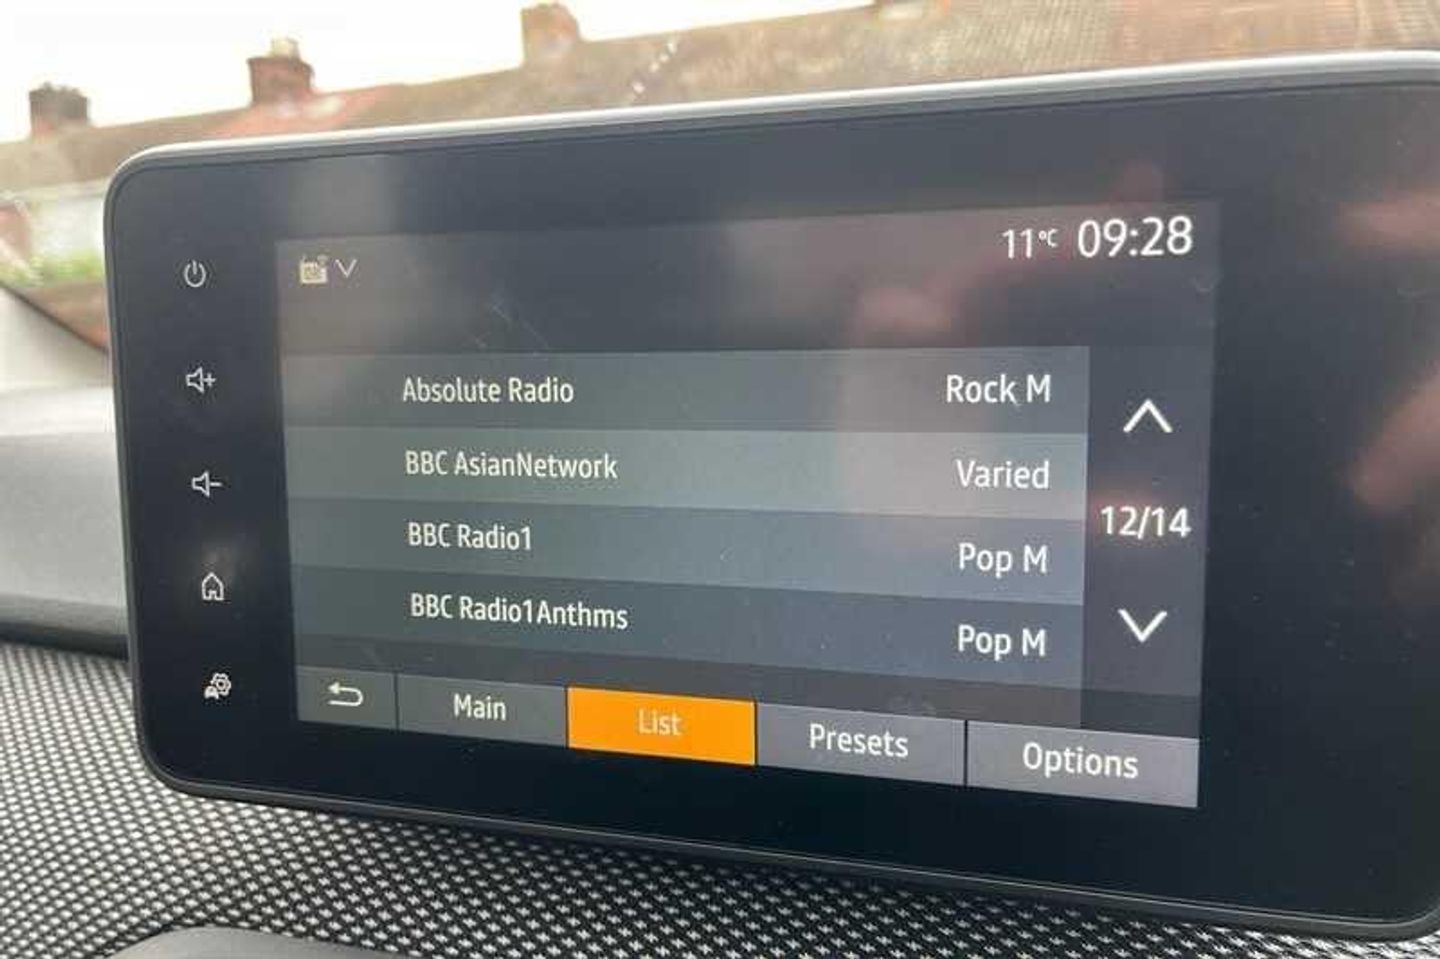 11°C 09:28
Absolute Radio Rock M
BBC AsianNetwork Varied
BBC Radio1 Pop M
12/14
BBC Radio1Anthms Pop M
Main List Presets Options